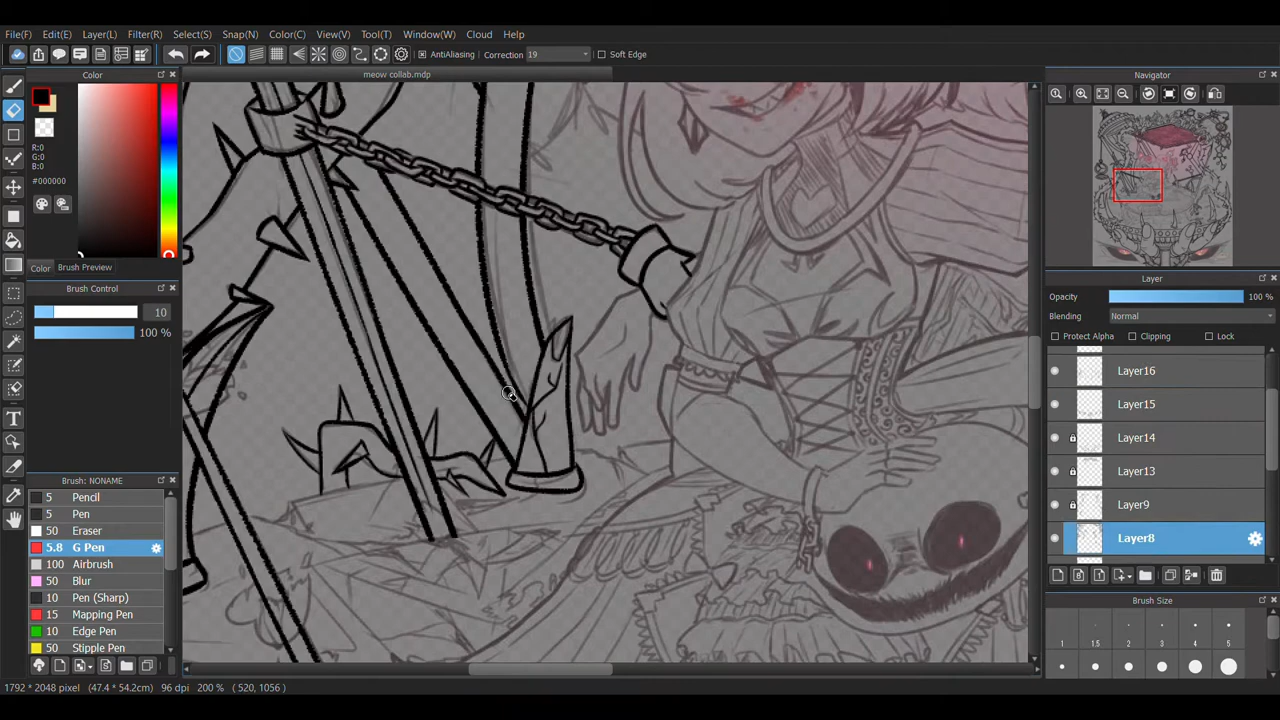 File(F) Edit(E) Layer(L) Filter(R) Select(S) Snap(N) Color(C) View(V) Tool(T) Window(W) Cloud Help(H)
AntiAliasing Correction 19 Soft Edge
Color
meow collab.mdp
Navigator
R:0
G:0
B:0
#000000
Color Brush Preview
Brush Control
10
100 %
Layer
Opacity 100 %
Blending Normal
Protect Alpha Clipping Lock
Layer16
Layer15
Layer14
Layer13
Layer9
Layer8
Brush: NONAME
5 Pencil
5 Pen
50 Eraser
5.8 G Pen
100 Airbrush
50 Blur
10 Pen (Sharp)
15 Mapping Pen
10 Edge Pen
50 Stipple Pen
Brush Size
1 1.5 2 3 4 5
1792 * 2048 pixel (47.4 * 54.2cm) 96 dpi 200 % ( 520, 1056 )